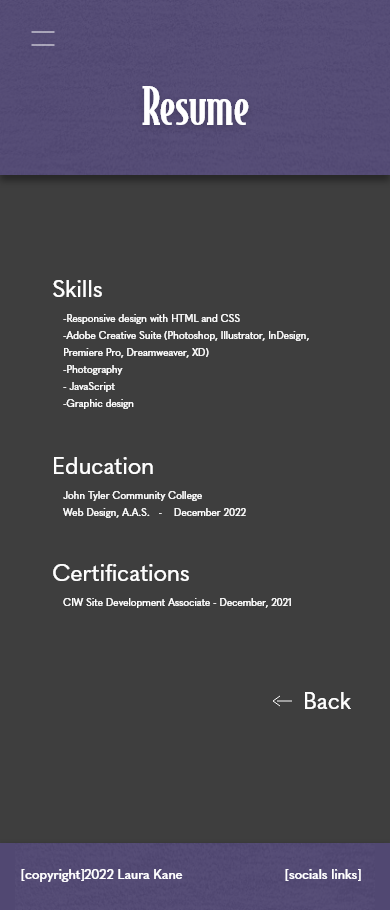 Resume
Skills
-Responsive design with HTML and CSS
-Adobe Creative Suite (Photoshop, Illustrator, InDesign,
Premiere Pro, Dreamweaver, XD)
-Photography
- JavaScript
-Graphic design
Education
John Tyler Community College
Web Design, A.A.S. - December 2022
Certifications
CIW Site Development Associate - December, 2021
Back
[copyright]2022 Laura Kane [socials links]